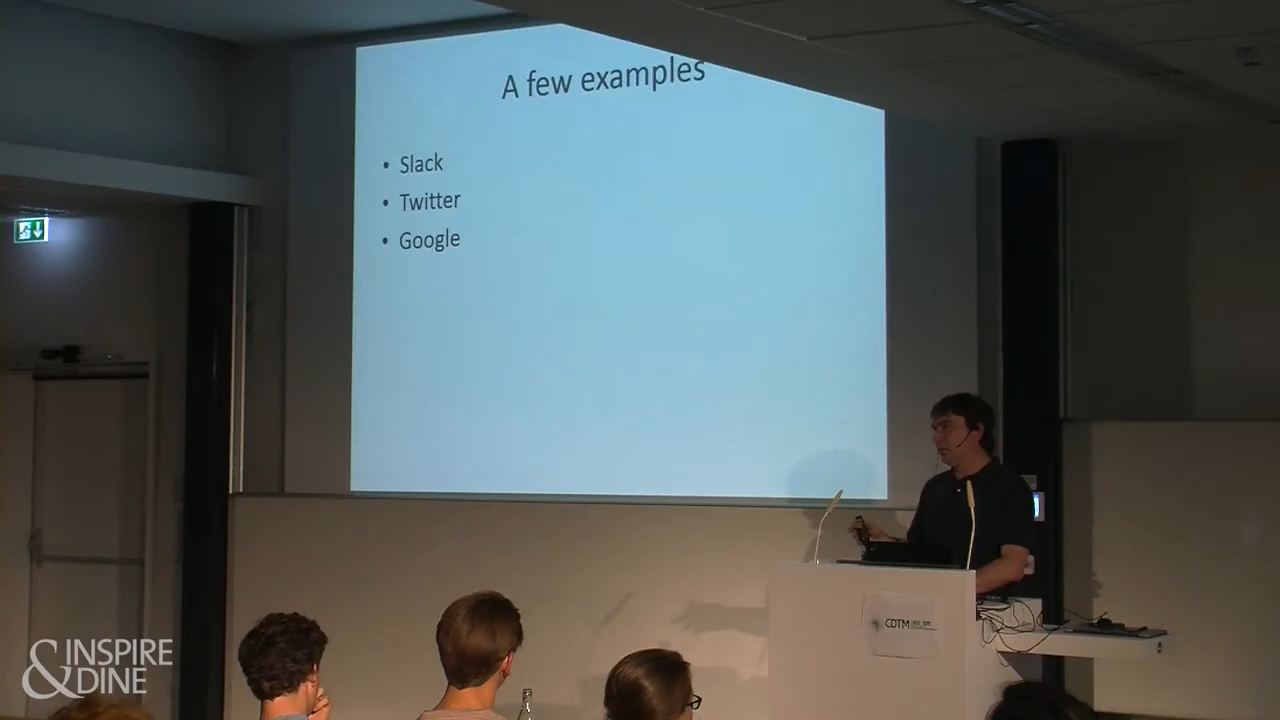 A few examples
• Slack
• Twitter
• Google
CDTM
& INSPIRE
DINE